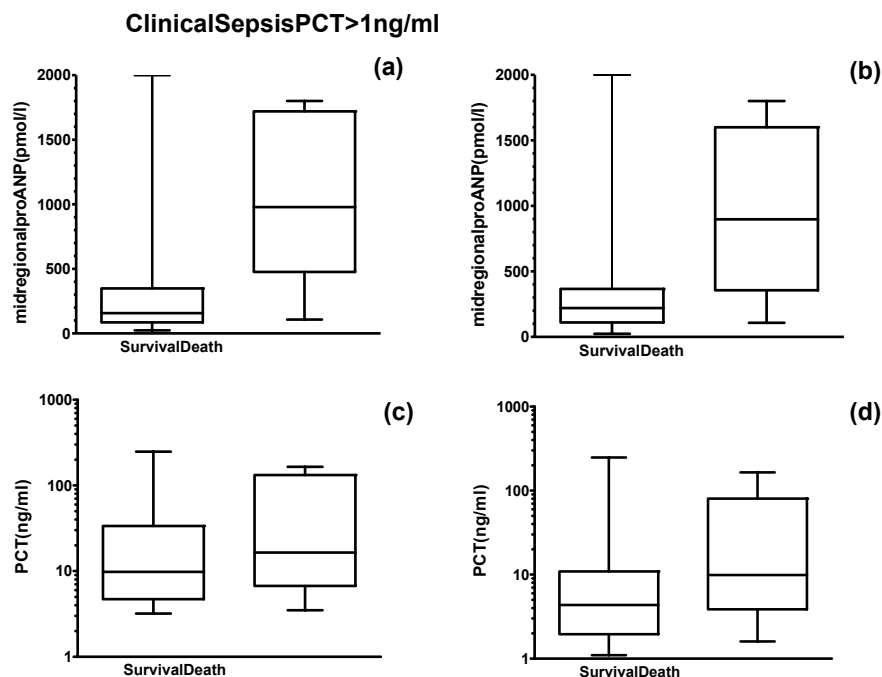 ClinicalSepsisPCT>1ng/ml
(a)
midregionalproANP(pmol/l)
2000
1500
1000
500
0
SurvivalDeath
(b)
midregionalproANP(pmol/l)
2000
1500
1000
500
0
SurvivalDeath
(c)
PCT(ng/ml)
1000
100
10
1
SurvivalDeath
(d)
PCT(ng/ml)
1000
100
10
1
SurvivalDeath